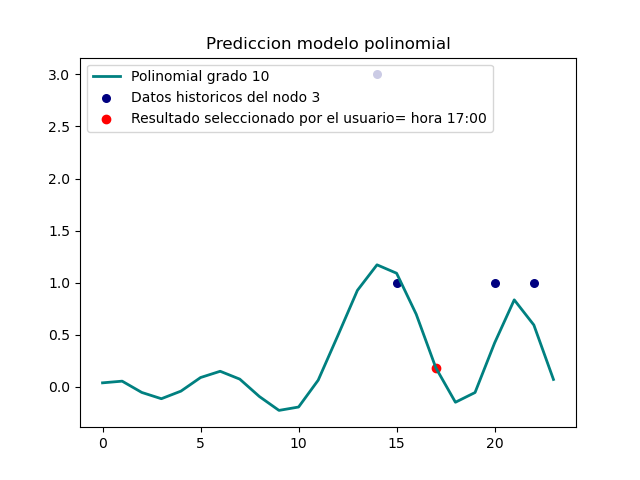 Prediccion modelo polinomial
Polinomial grado 10
Datos historicos del nodo 3
Resultado seleccionado por el usuario= hora 17:00
3.0
2.5
2.0
1.5
1.0
0.5
0.0
0 5 10 15 20